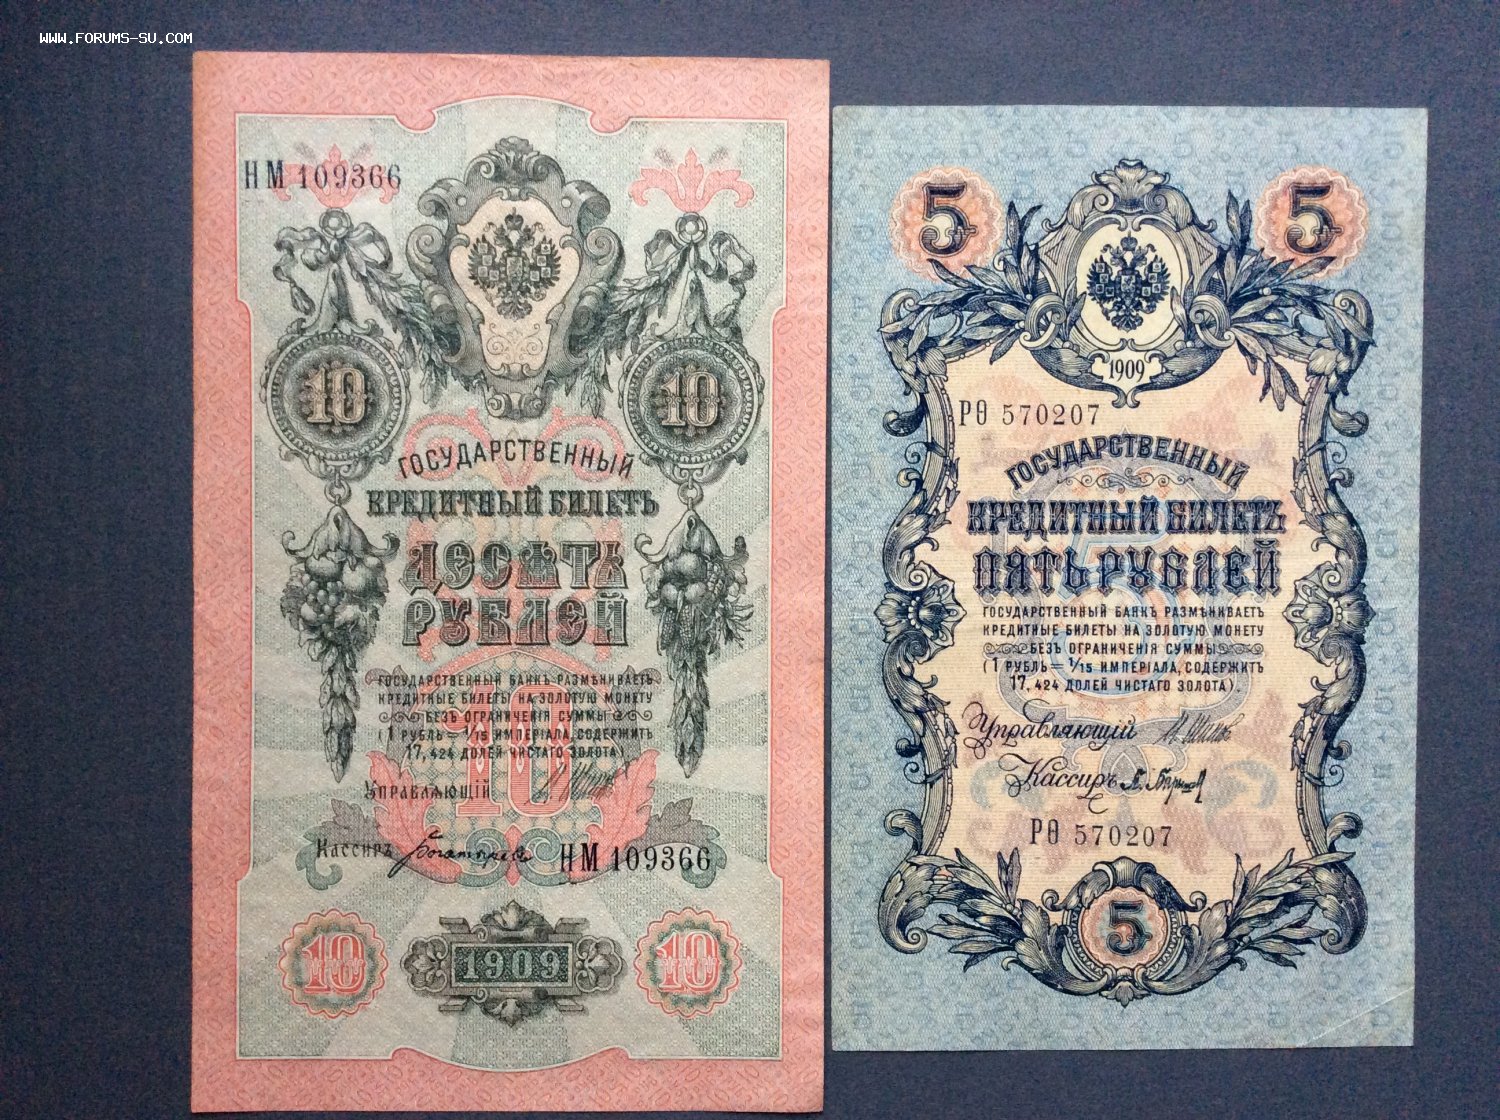 WWW.FORUMS-SU.COM
НМ 109366
10 10
ГОСУДАРСТВЕННЫЙ
КРЕДИТНЫЙ БИЛЕТЪ
ДЕСЯТЬ
РУБЛЕЙ
ГОСУДАРСТВЕННЫЙ БАНКЪ РАЗМѢНИВАЕТЪ
КРЕДИТНЫЕ БИЛЕТЫ НА ЗОЛОТУЮ МОНЕТУ
БЕЗЪ ОГРАНИЧЕНІЯ СУММЫ
(1 РУБЛЬ = 1/15 ИМПЕРІАЛА, СОДЕРЖИТЪ
17,424 ДОЛЕЙ ЧИСТАГО ЗОЛОТА)
10
УПРАВЛЯЮЩІЙ
КАССИРЪ
НМ 109366
10 1909 10
5 5
1909
РѲ 570207
ГОСУДАРСТВЕННЫЙ
КРЕДИТНЫЙ БИЛЕТЪ
ПЯТЬ РУБЛЕЙ
ГОСУДАРСТВЕННЫЙ БАНКЪ РАЗМѢНИВАЕТЪ
КРЕДИТНЫЕ БИЛЕТЫ НА ЗОЛОТУЮ МОНЕТУ
БЕЗЪ ОГРАНИЧЕНІЯ СУММЫ
(1 РУБЛЬ = 1/15 ИМПЕРІАЛА, СОДЕРЖИТЪ
17,424 ДОЛЕЙ ЧИСТАГО ЗОЛОТА).
Управляющій
Кассиръ
РѲ 570207
5